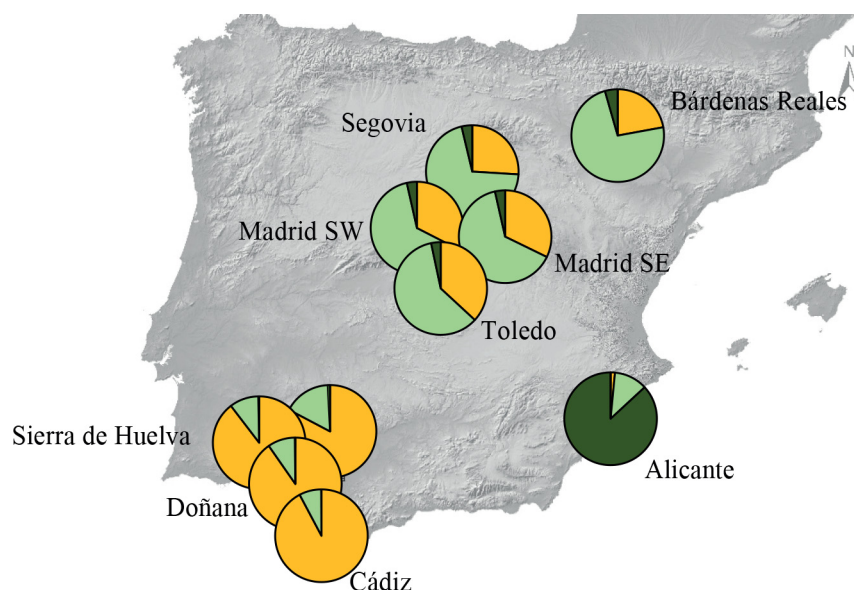 N
Bárdenas Reales
Segovia
Madrid SW
Madrid SE
Toledo
Sierra de Huelva
Alicante
Doñana
Cádiz